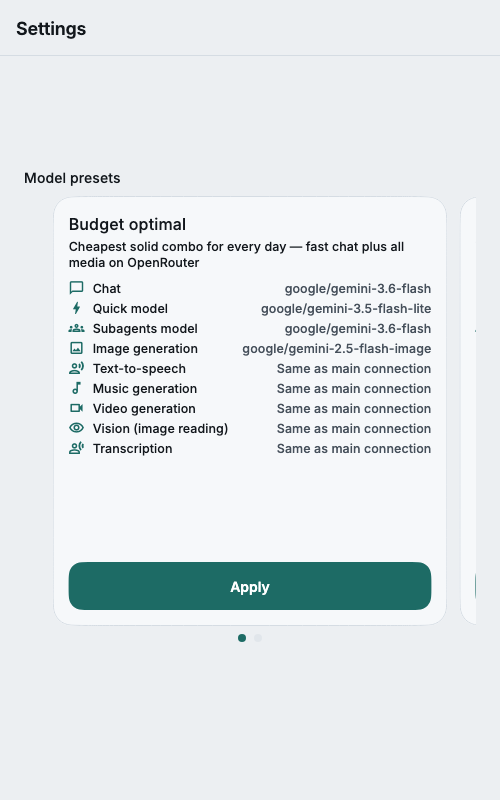 Settings
Model presets
Budget optimal
Cheapest solid combo for every day — fast chat plus all
media on OpenRouter
Chat google/gemini-3.6-flash
Quick model google/gemini-3.5-flash-lite
Subagents model google/gemini-3.6-flash
Image generation google/gemini-2.5-flash-image
Text-to-speech Same as main connection
Music generation Same as main connection
Video generation Same as main connection
Vision (image reading) Same as main connection
Transcription Same as main connection
Apply